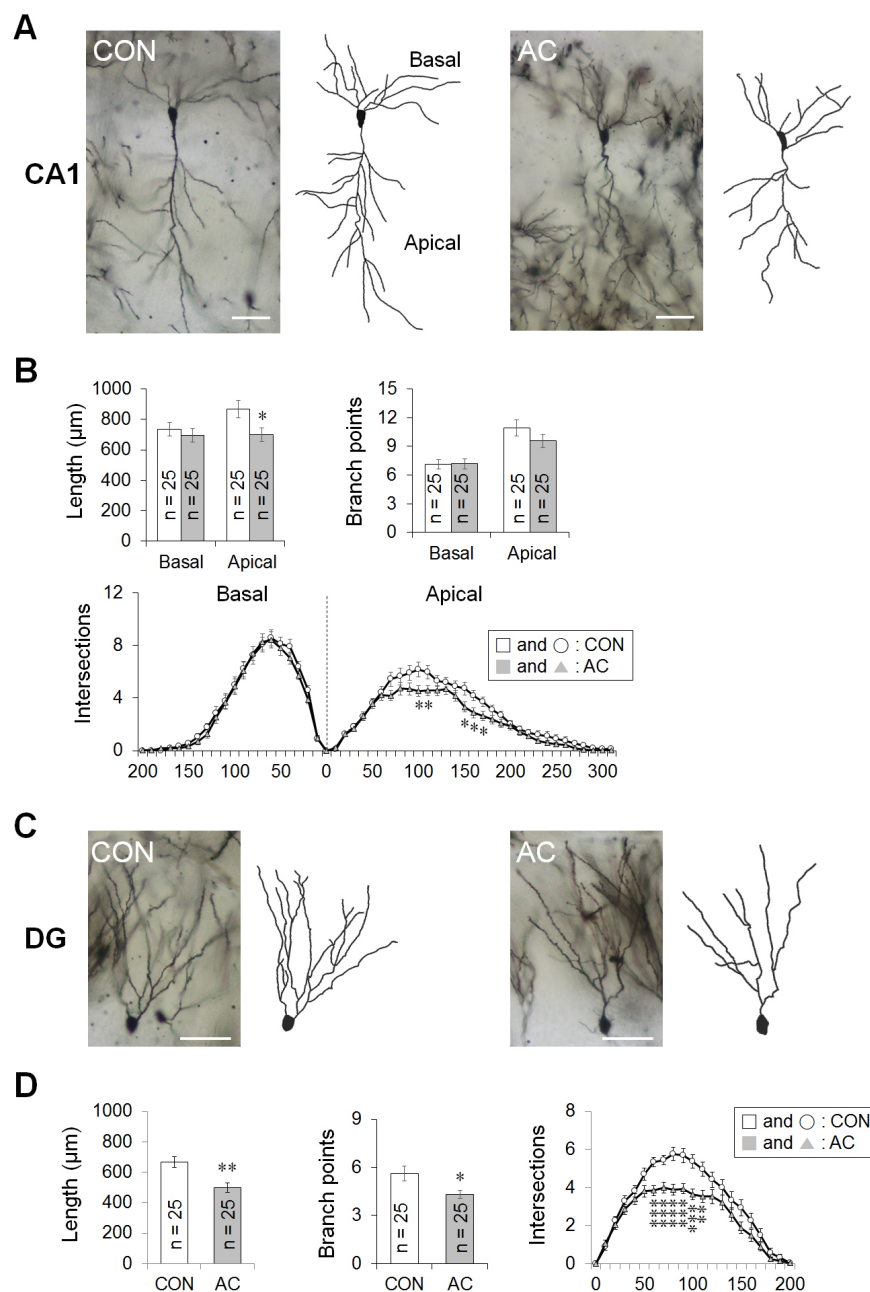 A
CON
Basal
AC
CA1
Apical
B
Length (μm)
1000
800
600
400
200
0
n = 25
n = 25
n = 25
*
n = 25
Basal
Apical
Branch points
15
12
9
6
3
0
n = 25
n = 25
n = 25
n = 25
Basal
Apical
Intersections
12
8
4
0
Basal
Apical
□ and ○ : CON
■ and ▲ : AC
**
***
200 150 100 50 0 50 100 150 200 250 300
C
CON
AC
DG
D
Length (μm)
1000
800
600
400
200
0
n = 25
**
n = 25
CON
AC
Branch points
9
6
3
0
n = 25
*
n = 25
CON
AC
Intersections
8
6
4
2
0
□ and ○ : CON
■ and ▲ : AC
0 50 100 150 200